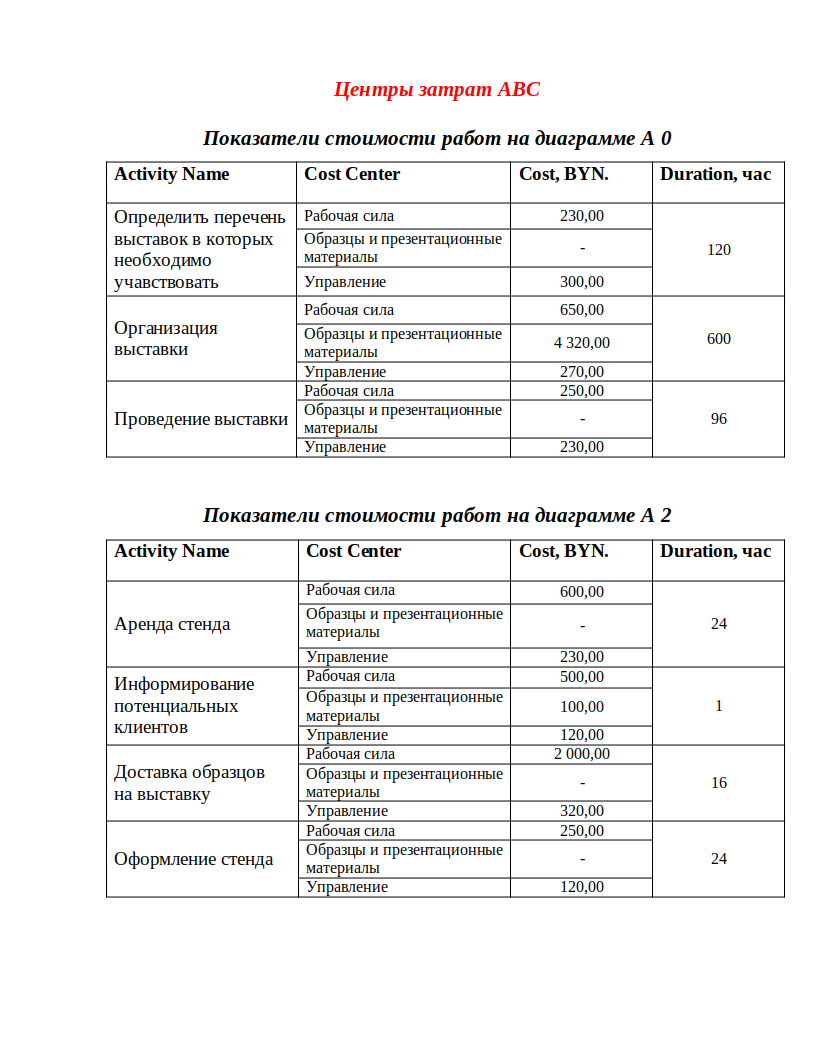 Центры затрат АВС
Показатели стоимости работ на диаграмме А 0
Activity Name Cost Center Cost, BYN. Duration, час
Определить перечень
выставок в которых
необходимо
учавствовать
Рабочая сила 230,00
Образцы и презентационные
материалы
-
Управление 300,00
120
Организация
выставки
Рабочая сила 650,00
Образцы и презентационные
материалы
4 320,00
Управление 270,00
600
Проведение выставки
Рабочая сила 250,00
Образцы и презентационные
материалы
-
Управление 230,00
96
Показатели стоимости работ на диаграмме А 2
Activity Name Cost Center Cost, BYN. Duration, час
Аренда стенда
Рабочая сила 600,00
Образцы и презентационные
материалы
-
Управление 230,00
24
Информирование
потенциальных
клиентов
Рабочая сила 500,00
Образцы и презентационные
материалы
100,00
Управление 120,00
1
Доставка образцов
на выставку
Рабочая сила 2 000,00
Образцы и презентационные
материалы
-
Управление 320,00
16
Оформление стенда
Рабочая сила 250,00
Образцы и презентационные
материалы
-
Управление 120,00
24